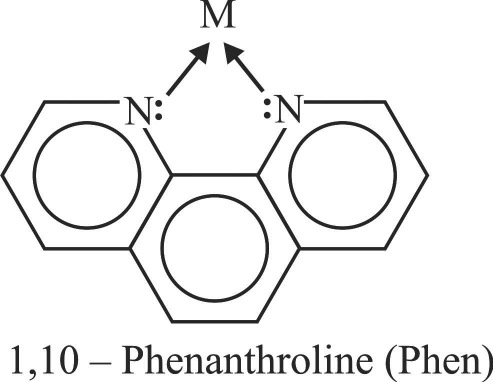 M
N: :N
1,10 – Phenanthroline (Phen)